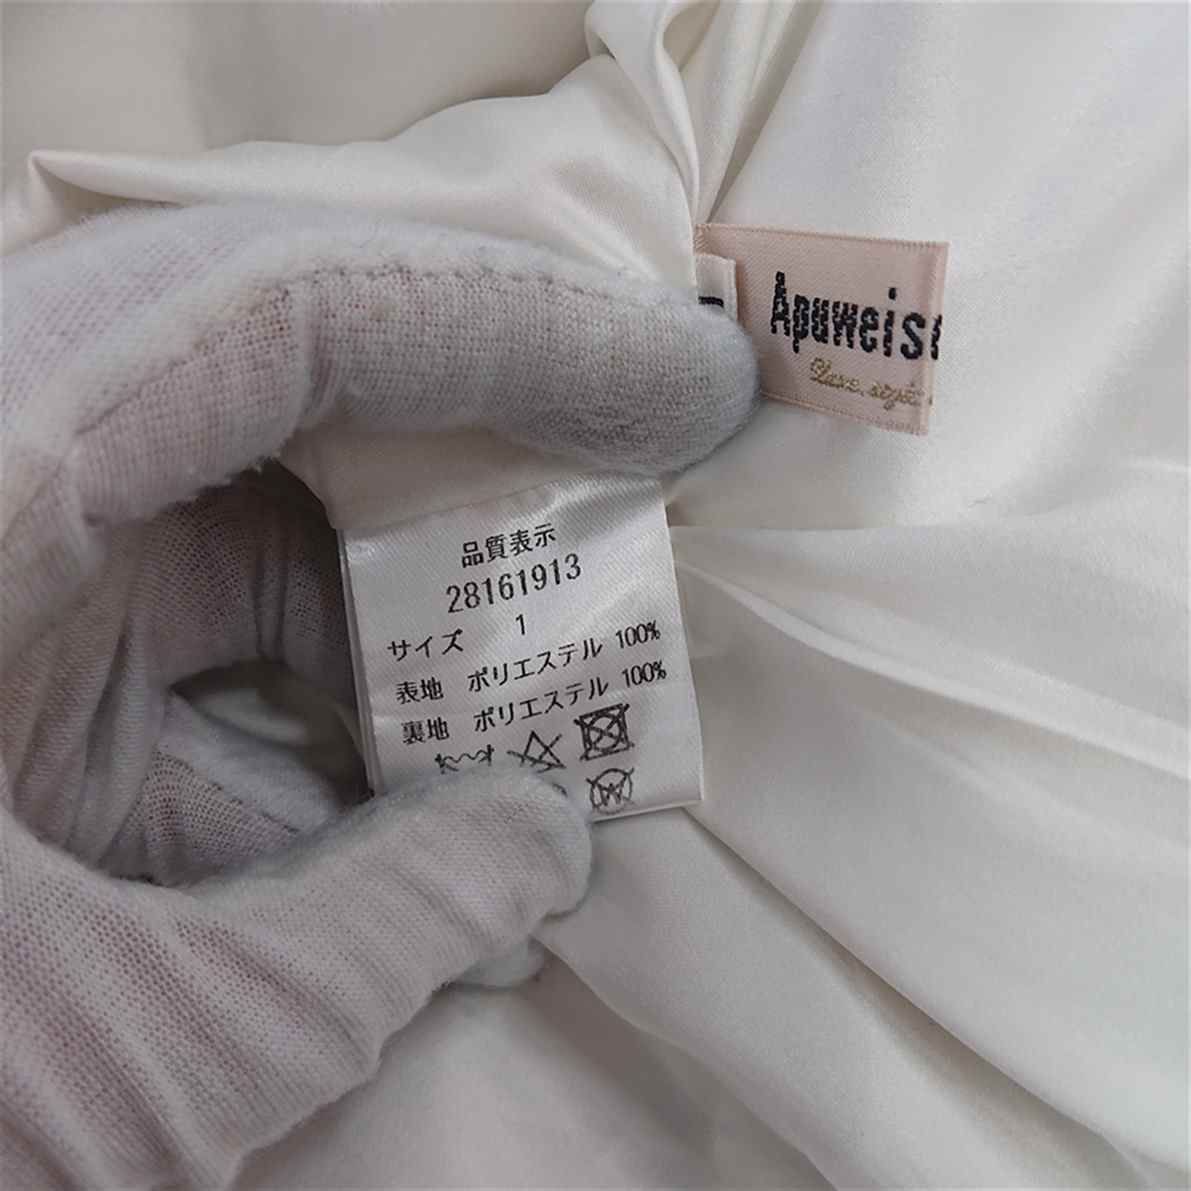 Apuweis
品質表示
28161913
サイズ 1
表地 ポリエステル 100%
裏地 ポリエステル 100%